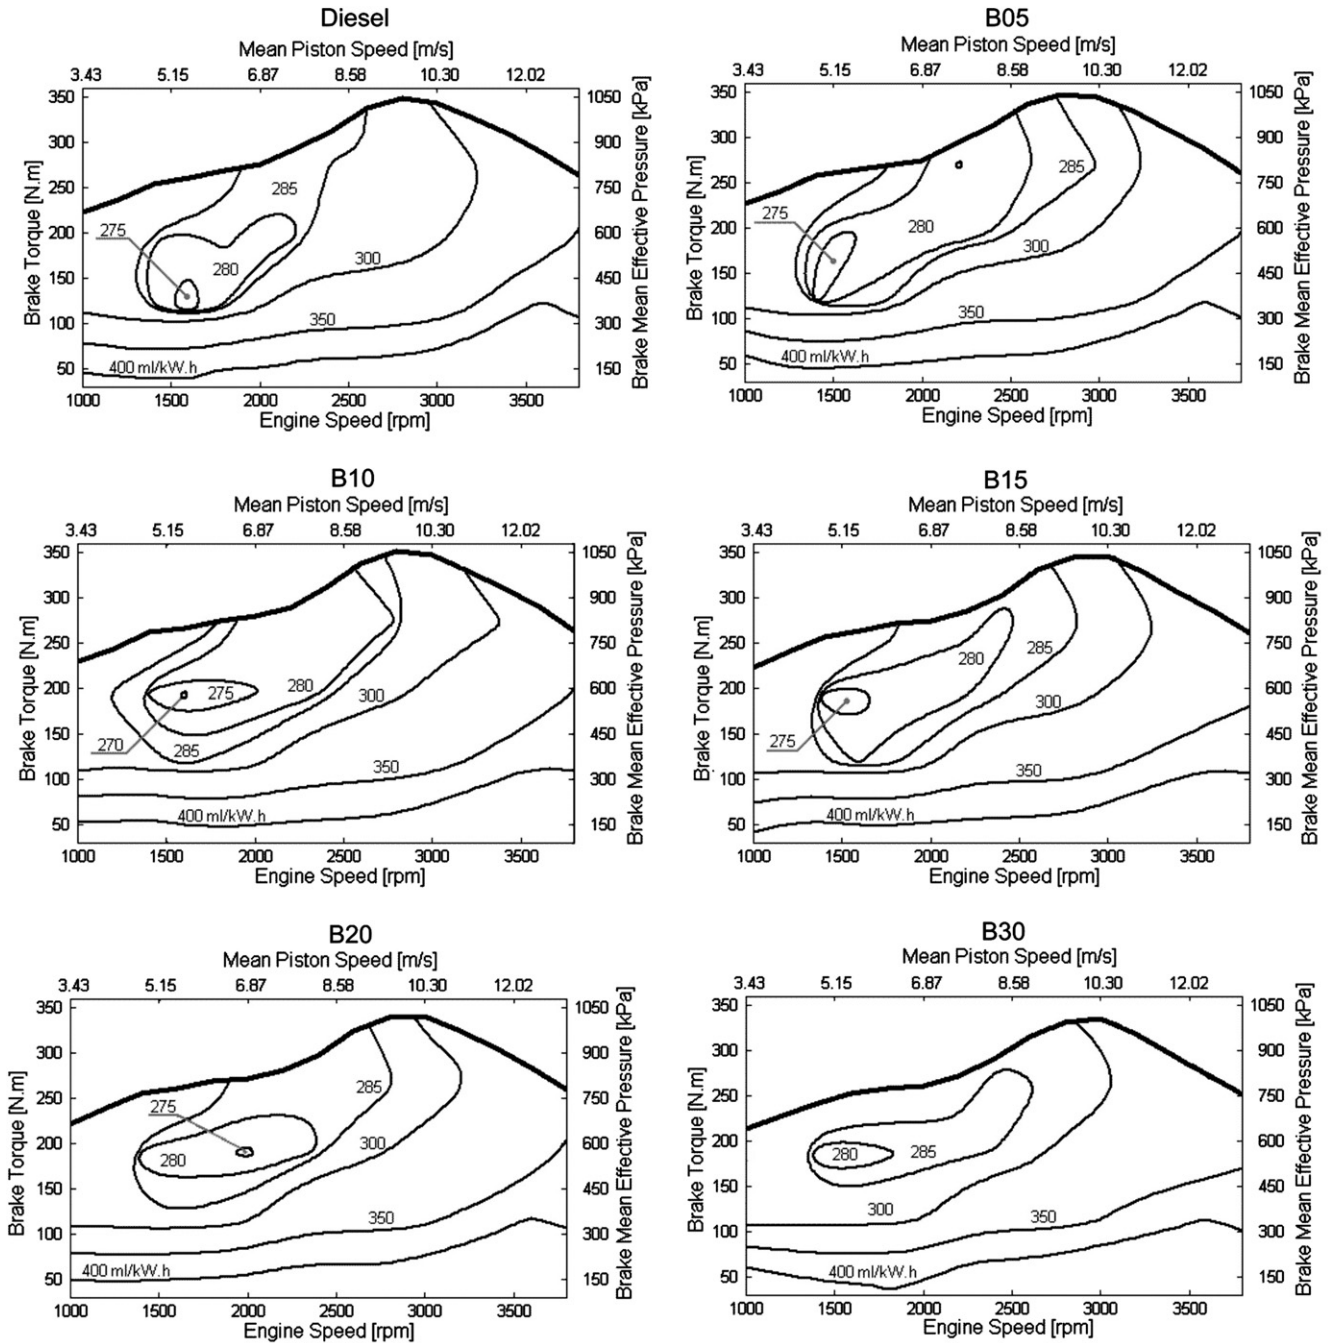 Diesel
Mean Piston Speed [m/s]
3.43 5.15 6.87 8.58 10.30 12.02
350 300 250 200 150 100 50
Brake Torque [N.m]
1050 900 750 600 450 300 150
Brake Mean Effective Pressure [kPa]
285
275
280
300
350
400 ml/kW.h
1000 1500 2000 2500 3000 3500
Engine Speed [rpm]
B05
Mean Piston Speed [m/s]
3.43 5.15 6.87 8.58 10.30 12.02
350 300 250 200 150 100 50
Brake Torque [N.m]
1050 900 750 600 450 300 150
Brake Mean Effective Pressure [kPa]
285
275
280
300
350
400 ml/kW.h
1000 1500 2000 2500 3000 3500
Engine Speed [rpm]
B10
Mean Piston Speed [m/s]
3.43 5.15 6.87 8.58 10.30 12.02
350 300 250 200 150 100 50
Brake Torque [N.m]
1050 900 750 600 450 300 150
Brake Mean Effective Pressure [kPa]
275
280
300
270
285
350
400 ml/kW.h
1000 1500 2000 2500 3000 3500
Engine Speed [rpm]
B15
Mean Piston Speed [m/s]
3.43 5.15 6.87 8.58 10.30 12.02
350 300 250 200 150 100 50
Brake Torque [N.m]
1050 900 750 600 450 300 150
Brake Mean Effective Pressure [kPa]
285
280
300
275
350
400 ml/kW.h
1000 1500 2000 2500 3000 3500
Engine Speed [rpm]
B20
Mean Piston Speed [m/s]
3.43 5.15 6.87 8.58 10.30 12.02
350 300 250 200 150 100 50
Brake Torque [N.m]
1050 900 750 600 450 300 150
Brake Mean Effective Pressure [kPa]
285
275
300
280
350
400 ml/kW.h
1000 1500 2000 2500 3000 3500
Engine Speed [rpm]
B30
Mean Piston Speed [m/s]
3.43 5.15 6.87 8.58 10.30 12.02
350 300 250 200 150 100 50
Brake Torque [N.m]
1050 900 750 600 450 300 150
Brake Mean Effective Pressure [kPa]
280
285
300
350
400 ml/kW.h
1000 1500 2000 2500 3000 3500
Engine Speed [rpm]